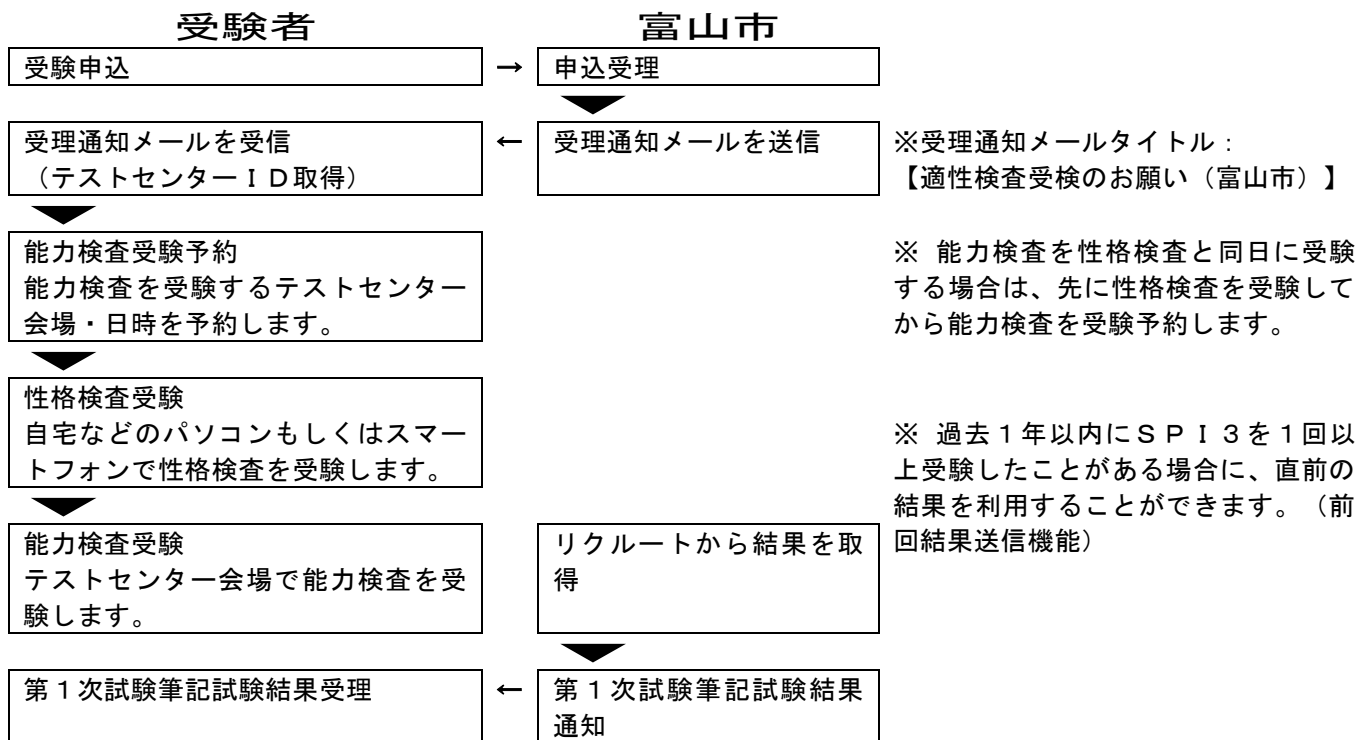 受験者
富山市
受験申込
→
申込受理
受理通知メールを受信
（テストセンターＩＤ取得）
←
受理通知メールを送信
※受理通知メールタイトル：
【適性検査受検のお願い（富山市）】
能力検査受験予約
能力検査を受験するテストセンター
会場・日時を予約します。
※ 能力検査を性格検査と同日に受験
する場合は、先に性格検査を受験して
から能力検査を受験予約します。
性格検査受験
自宅などのパソコンもしくはスマー
トフォンで性格検査を受験します。
※ 過去１年以内にＳＰＩ３を１回以
上受験したことがある場合に、直前の
結果を利用することができます。（前
回結果送信機能）
能力検査受験
テストセンター会場で能力検査を受
験します。
リクルートから結果を取
得
第１次試験筆記試験結果受理
←
第１次試験筆記試験結果
通知